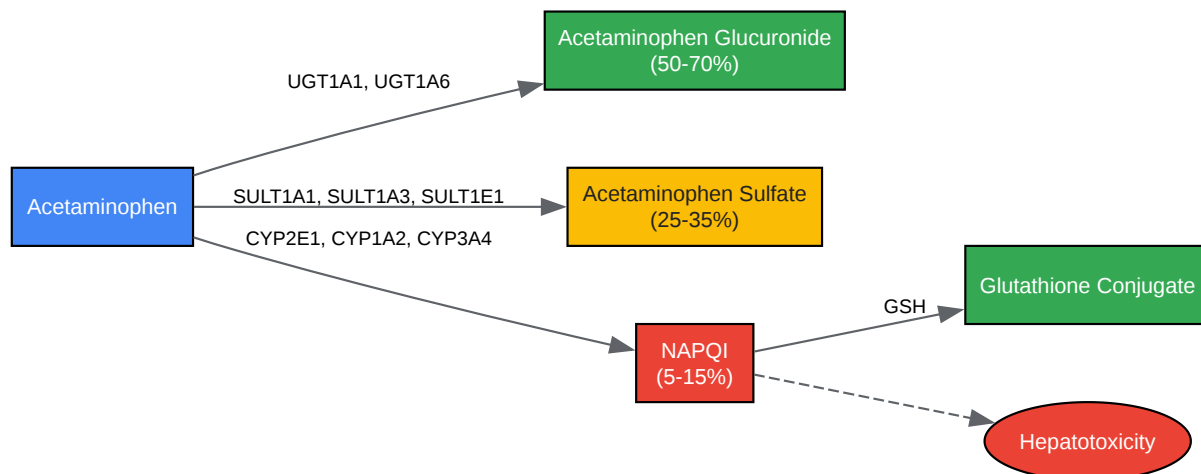 Acetaminophen Glucuronide
(50-70%)
UGT1A1, UGT1A6
Acetaminophen
SULT1A1, SULT1A3, SULT1E1
Acetaminophen Sulfate
(25-35%)
CYP2E1, CYP1A2, CYP3A4
Glutathione Conjugate
GSH
NAPQI
(5-15%)
Hepatotoxicity